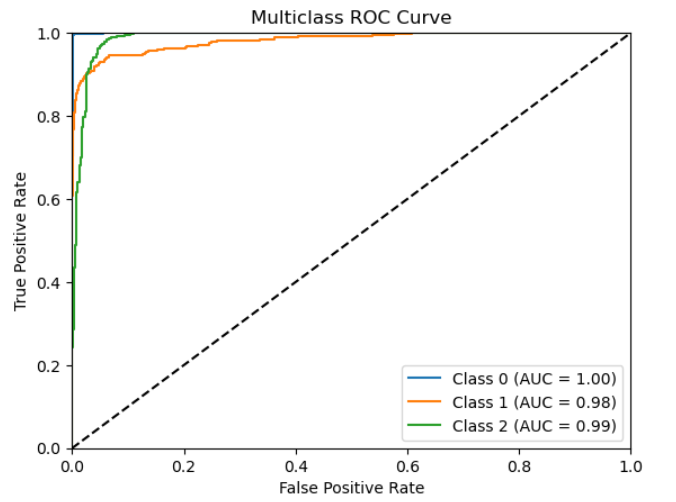 Multiclass ROC Curve
True Positive Rate
1.0
0.8
0.6
0.4
0.2
0.0
Class 0 (AUC = 1.00)
Class 1 (AUC = 0.98)
Class 2 (AUC = 0.99)
0.0 0.2 0.4 0.6 0.8 1.0
False Positive Rate